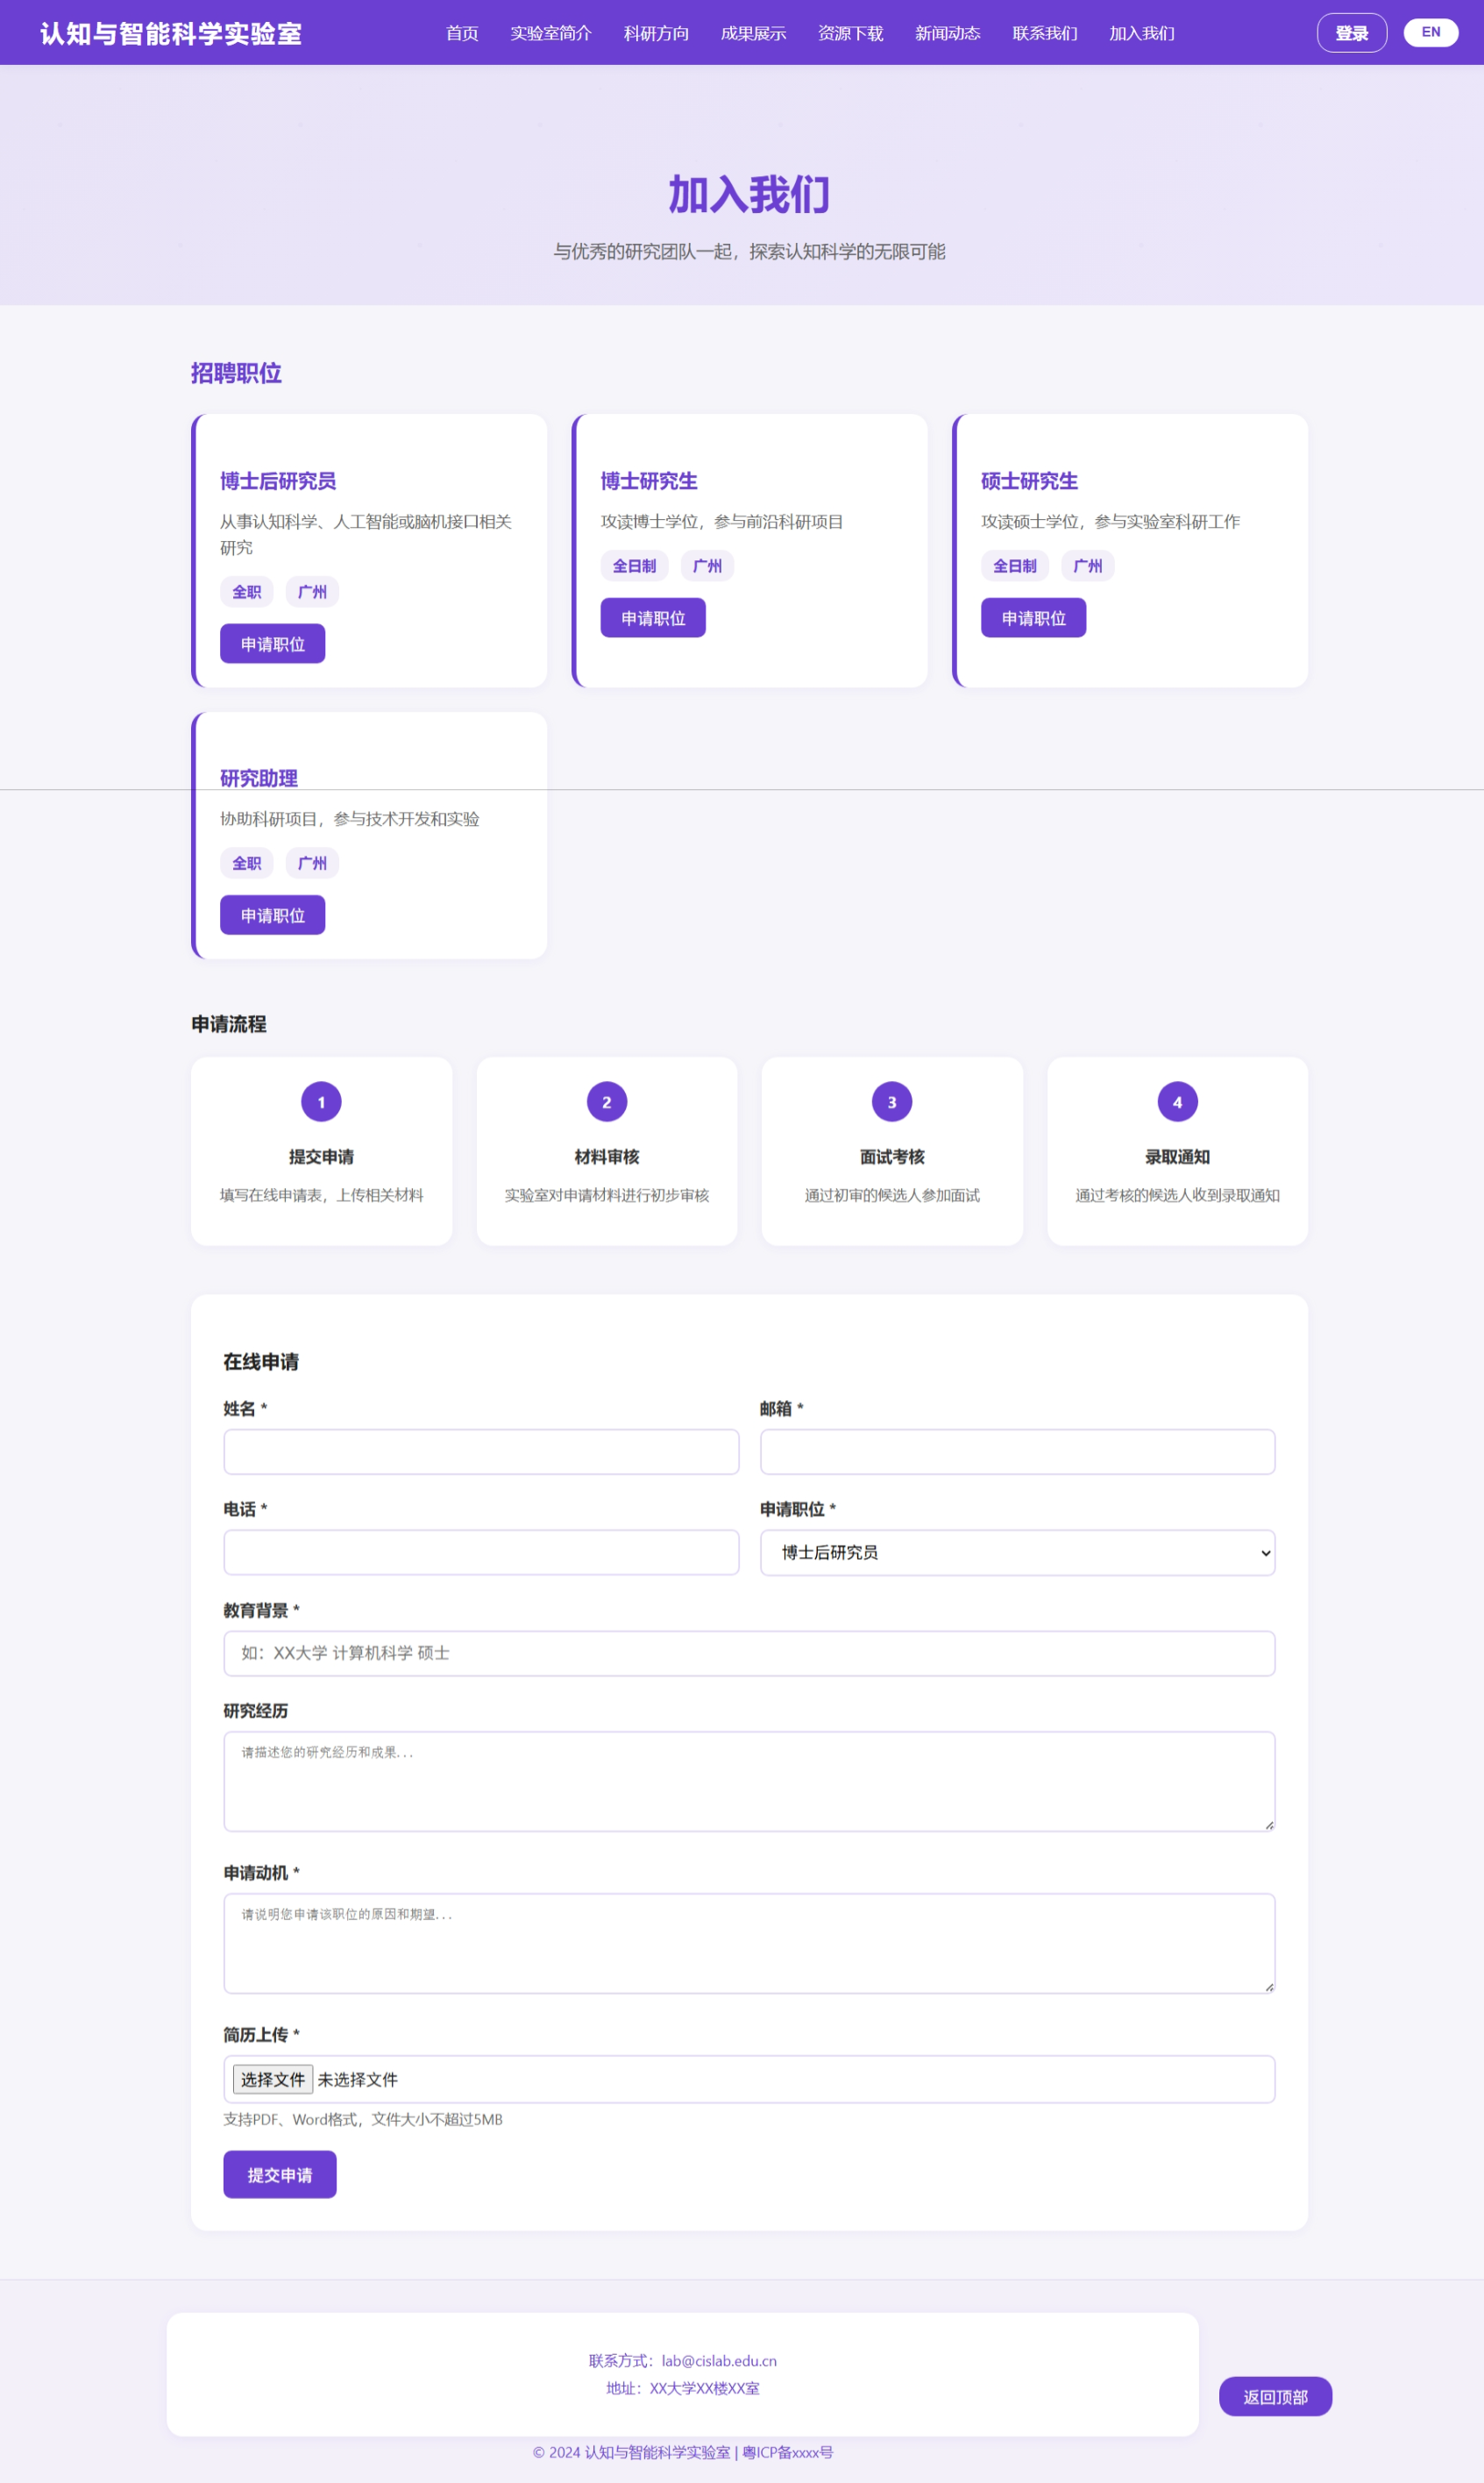 认知与智能科学实验室 首页 实验室简介 科研方向 成果展示 资源下载 新闻动态 联系我们 加入我们 登录 EN
加入我们
与优秀的研究团队一起，探索认知科学的无限可能
招聘职位
博士后研究员
从事认知科学、人工智能或脑机接口相关
研究
全职 广州
申请职位
博士研究生
攻读博士学位，参与前沿科研项目
全日制 广州
申请职位
硕士研究生
攻读硕士学位，参与实验室科研工作
全日制 广州
申请职位
研究助理
协助科研项目，参与技术开发和实验
全职 广州
申请职位
申请流程
1
提交申请
填写在线申请表，上传相关材料
2
材料审核
实验室对申请材料进行初步审核
3
面试考核
通过初审的候选人参加面试
4
录取通知
通过考核的候选人收到录取通知
在线申请
姓名 * 邮箱 *
电话 * 申请职位 *
博士后研究员
教育背景 *
如：XX大学 计算机科学 硕士
研究经历
请描述您的研究经历和成果...
申请动机 *
请说明您申请该职位的原因和期望...
简历上传 *
选择文件 未选择文件
支持PDF、Word格式，文件大小不超过5MB
提交申请
联系方式：lab@cislab.edu.cn
地址：XX大学XX楼XX室
返回顶部
© 2024 认知与智能科学实验室 | 粤ICP备xxxx号